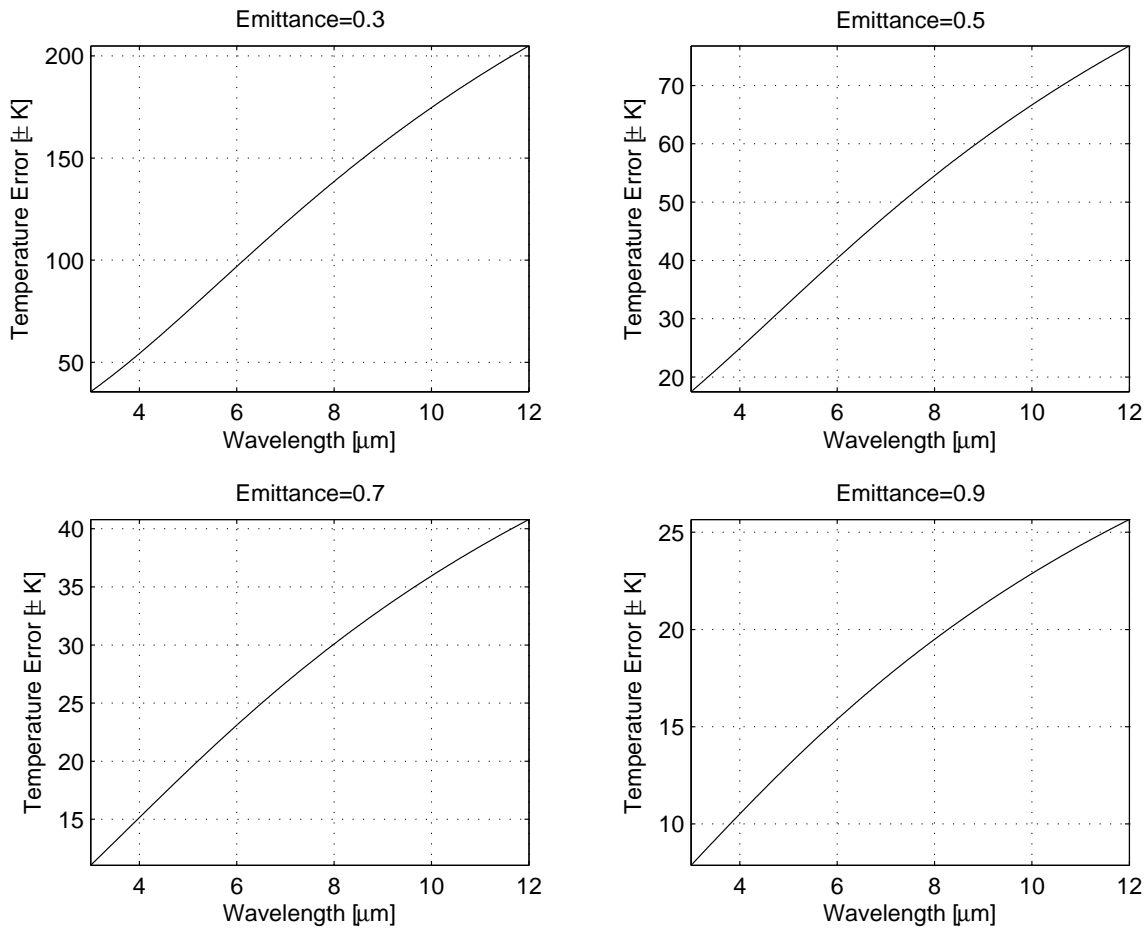 Emittance=0.3
Temperature Error [± K]
200
150
100
50
4 6 8 10 12
Wavelength [μm]
Emittance=0.5
Temperature Error [± K]
70
60
50
40
30
20
4 6 8 10 12
Wavelength [μm]
Emittance=0.7
Temperature Error [± K]
40
35
30
25
20
15
4 6 8 10 12
Wavelength [μm]
Emittance=0.9
Temperature Error [± K]
25
20
15
10
4 6 8 10 12
Wavelength [μm]